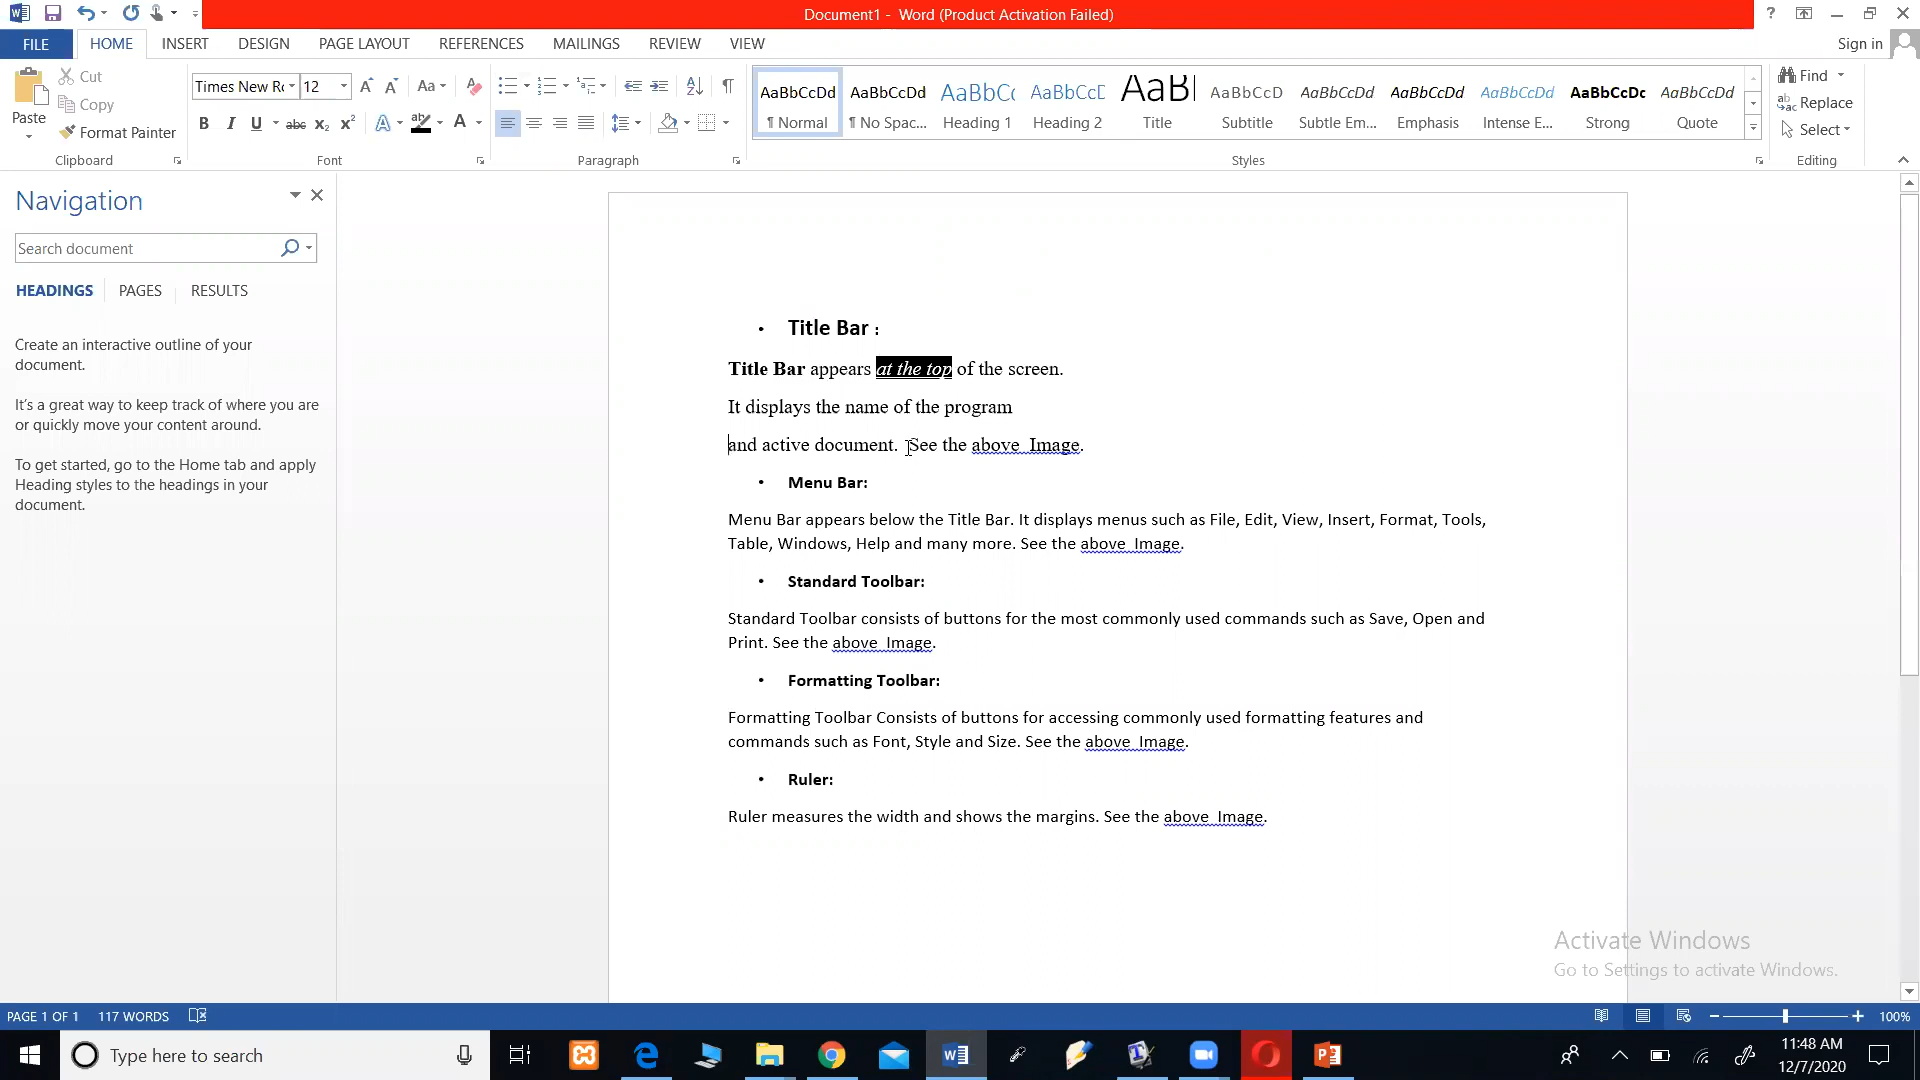 Document1 - Word (Product Activation Failed)
FILE HOME INSERT DESIGN PAGE LAYOUT REFERENCES MAILINGS REVIEW VIEW Sign in
Paste
Cut
Copy
Format Painter
Clipboard
Times New Ro 12
Font
Paragraph
AaBbCcDd AaBbCcDd AaBbCc AaBbCcC AaBl AaBbCcD AaBbCcDd AaBbCcDd AaBbCcDd AaBbCcDc AaBbCcDd
¶ Normal ¶ No Spac... Heading 1 Heading 2 Title Subtitle Subtle Em... Emphasis Intense E... Strong Quote
Styles
Find
Replace
Select
Editing
Navigation
Search document
HEADINGS PAGES RESULTS
Create an interactive outline of your
document.
It's a great way to keep track of where you are
or quickly move your content around.
To get started, go to the Home tab and apply
Heading styles to the headings in your
document.
• Title Bar :
Title Bar appears at the top of the screen.
It displays the name of the program
and active document. See the above Image.
• Menu Bar:
Menu Bar appears below the Title Bar. It displays menus such as File, Edit, View, Insert, Format, Tools,
Table, Windows, Help and many more. See the above Image.
• Standard Toolbar:
Standard Toolbar consists of buttons for the most commonly used commands such as Save, Open and
Print. See the above Image.
• Formatting Toolbar:
Formatting Toolbar Consists of buttons for accessing commonly used formatting features and
commands such as Font, Style and Size. See the above Image.
• Ruler:
Ruler measures the width and shows the margins. See the above Image.
Activate Windows
Go to Settings to activate Windows.
PAGE 1 OF 1 117 WORDS 100%
Type here to search
11:48 AM
12/7/2020